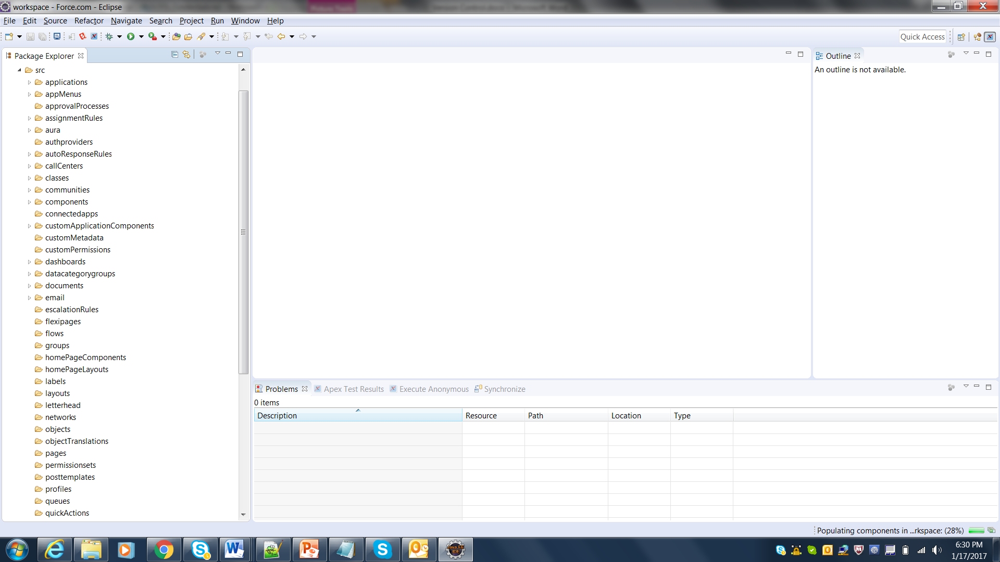 workspace - Force.com - Eclipse
File Edit Source Refactor Navigate Search Project Run Window Help
Quick Access
Package Explorer
src
applications
appMenus
approvalProcesses
assignmentRules
aura
authproviders
autoResponseRules
callCenters
classes
communities
components
connectedapps
customApplicationComponents
customMetadata
customPermissions
dashboards
datacategorygroups
documents
email
escalationRules
flexipages
flows
groups
homePageComponents
homePageLayouts
labels
layouts
letterhead
networks
objects
objectTranslations
pages
permissionsets
posttemplates
profiles
queues
quickActions
Outline
An outline is not available.
Problems Apex Test Results Execute Anonymous Synchronize
0 items
Description Resource Path Location Type
Populating components in ...rkspace: (28%)
Java EE
IDE
6:30 PM
1/17/2017